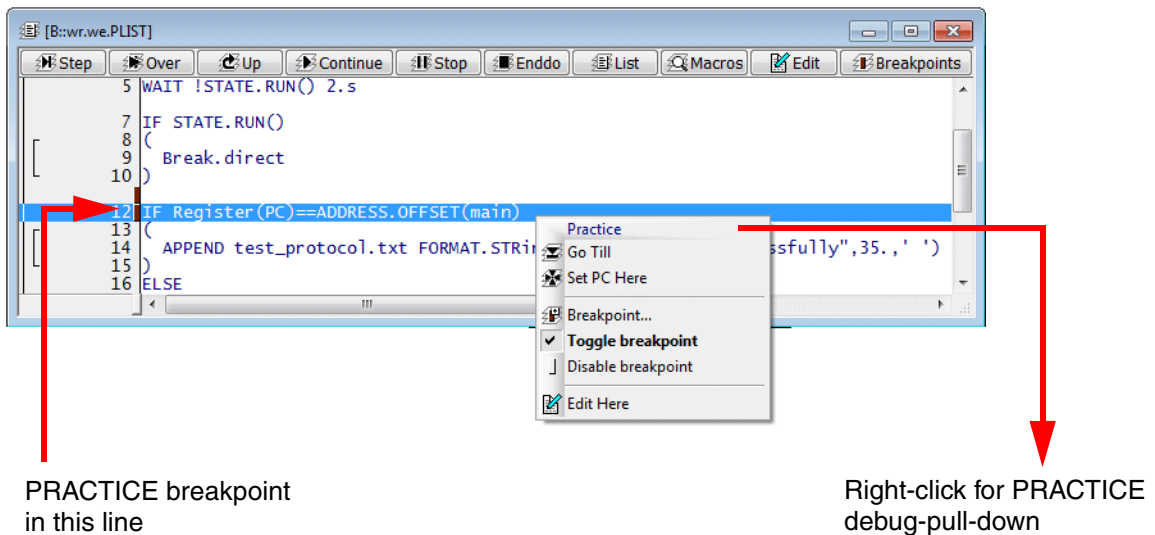 [B::wr.we.PLIST]
Step Over Up Continue Stop Enddo List Macros Edit Breakpoints
5 WAIT !STATE.RUN() 2.s
7 IF STATE.RUN()
8 (
9 Break.direct
10 )
12 IF Register(PC)==ADDRESS.OFFSET(main)
13 (
14 APPEND test_protocol.txt FORMAT.STRi ssfully",35.,' ')
15 )
16 ELSE
Practice
Go Till
Set PC Here
Breakpoint...
Toggle breakpoint
Disable breakpoint
Edit Here
PRACTICE breakpoint
in this line
Right-click for PRACTICE
debug-pull-down